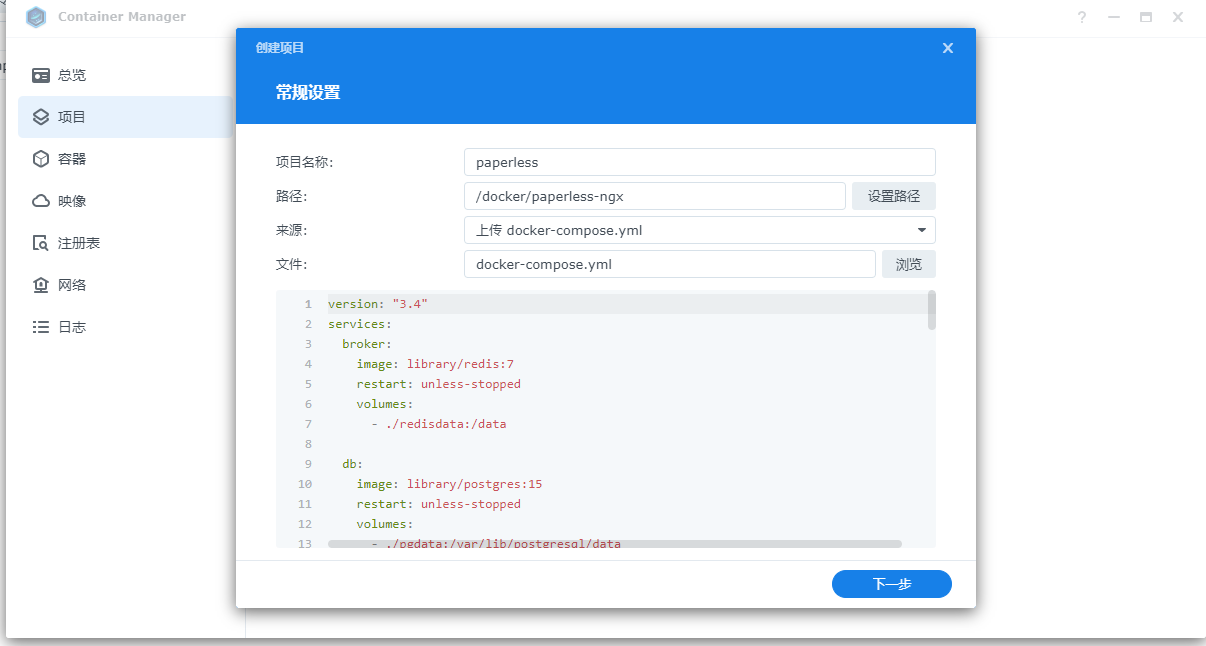 Container Manager
总览
项目
容器
映像
注册表
网络
日志
创建项目
常规设置
项目名称: paperless
路径: /docker/paperless-ngx 设置路径
来源: 上传 docker-compose.yml
文件: docker-compose.yml 浏览
1 version: "3.4"
2 services:
3   broker:
4     image: library/redis:7
5     restart: unless-stopped
6     volumes:
7       - ./redisdata:/data
8
9   db:
10     image: library/postgres:15
11     restart: unless-stopped
12     volumes:
13       - ./pgdata:/var/lib/postgresql/data
下一步